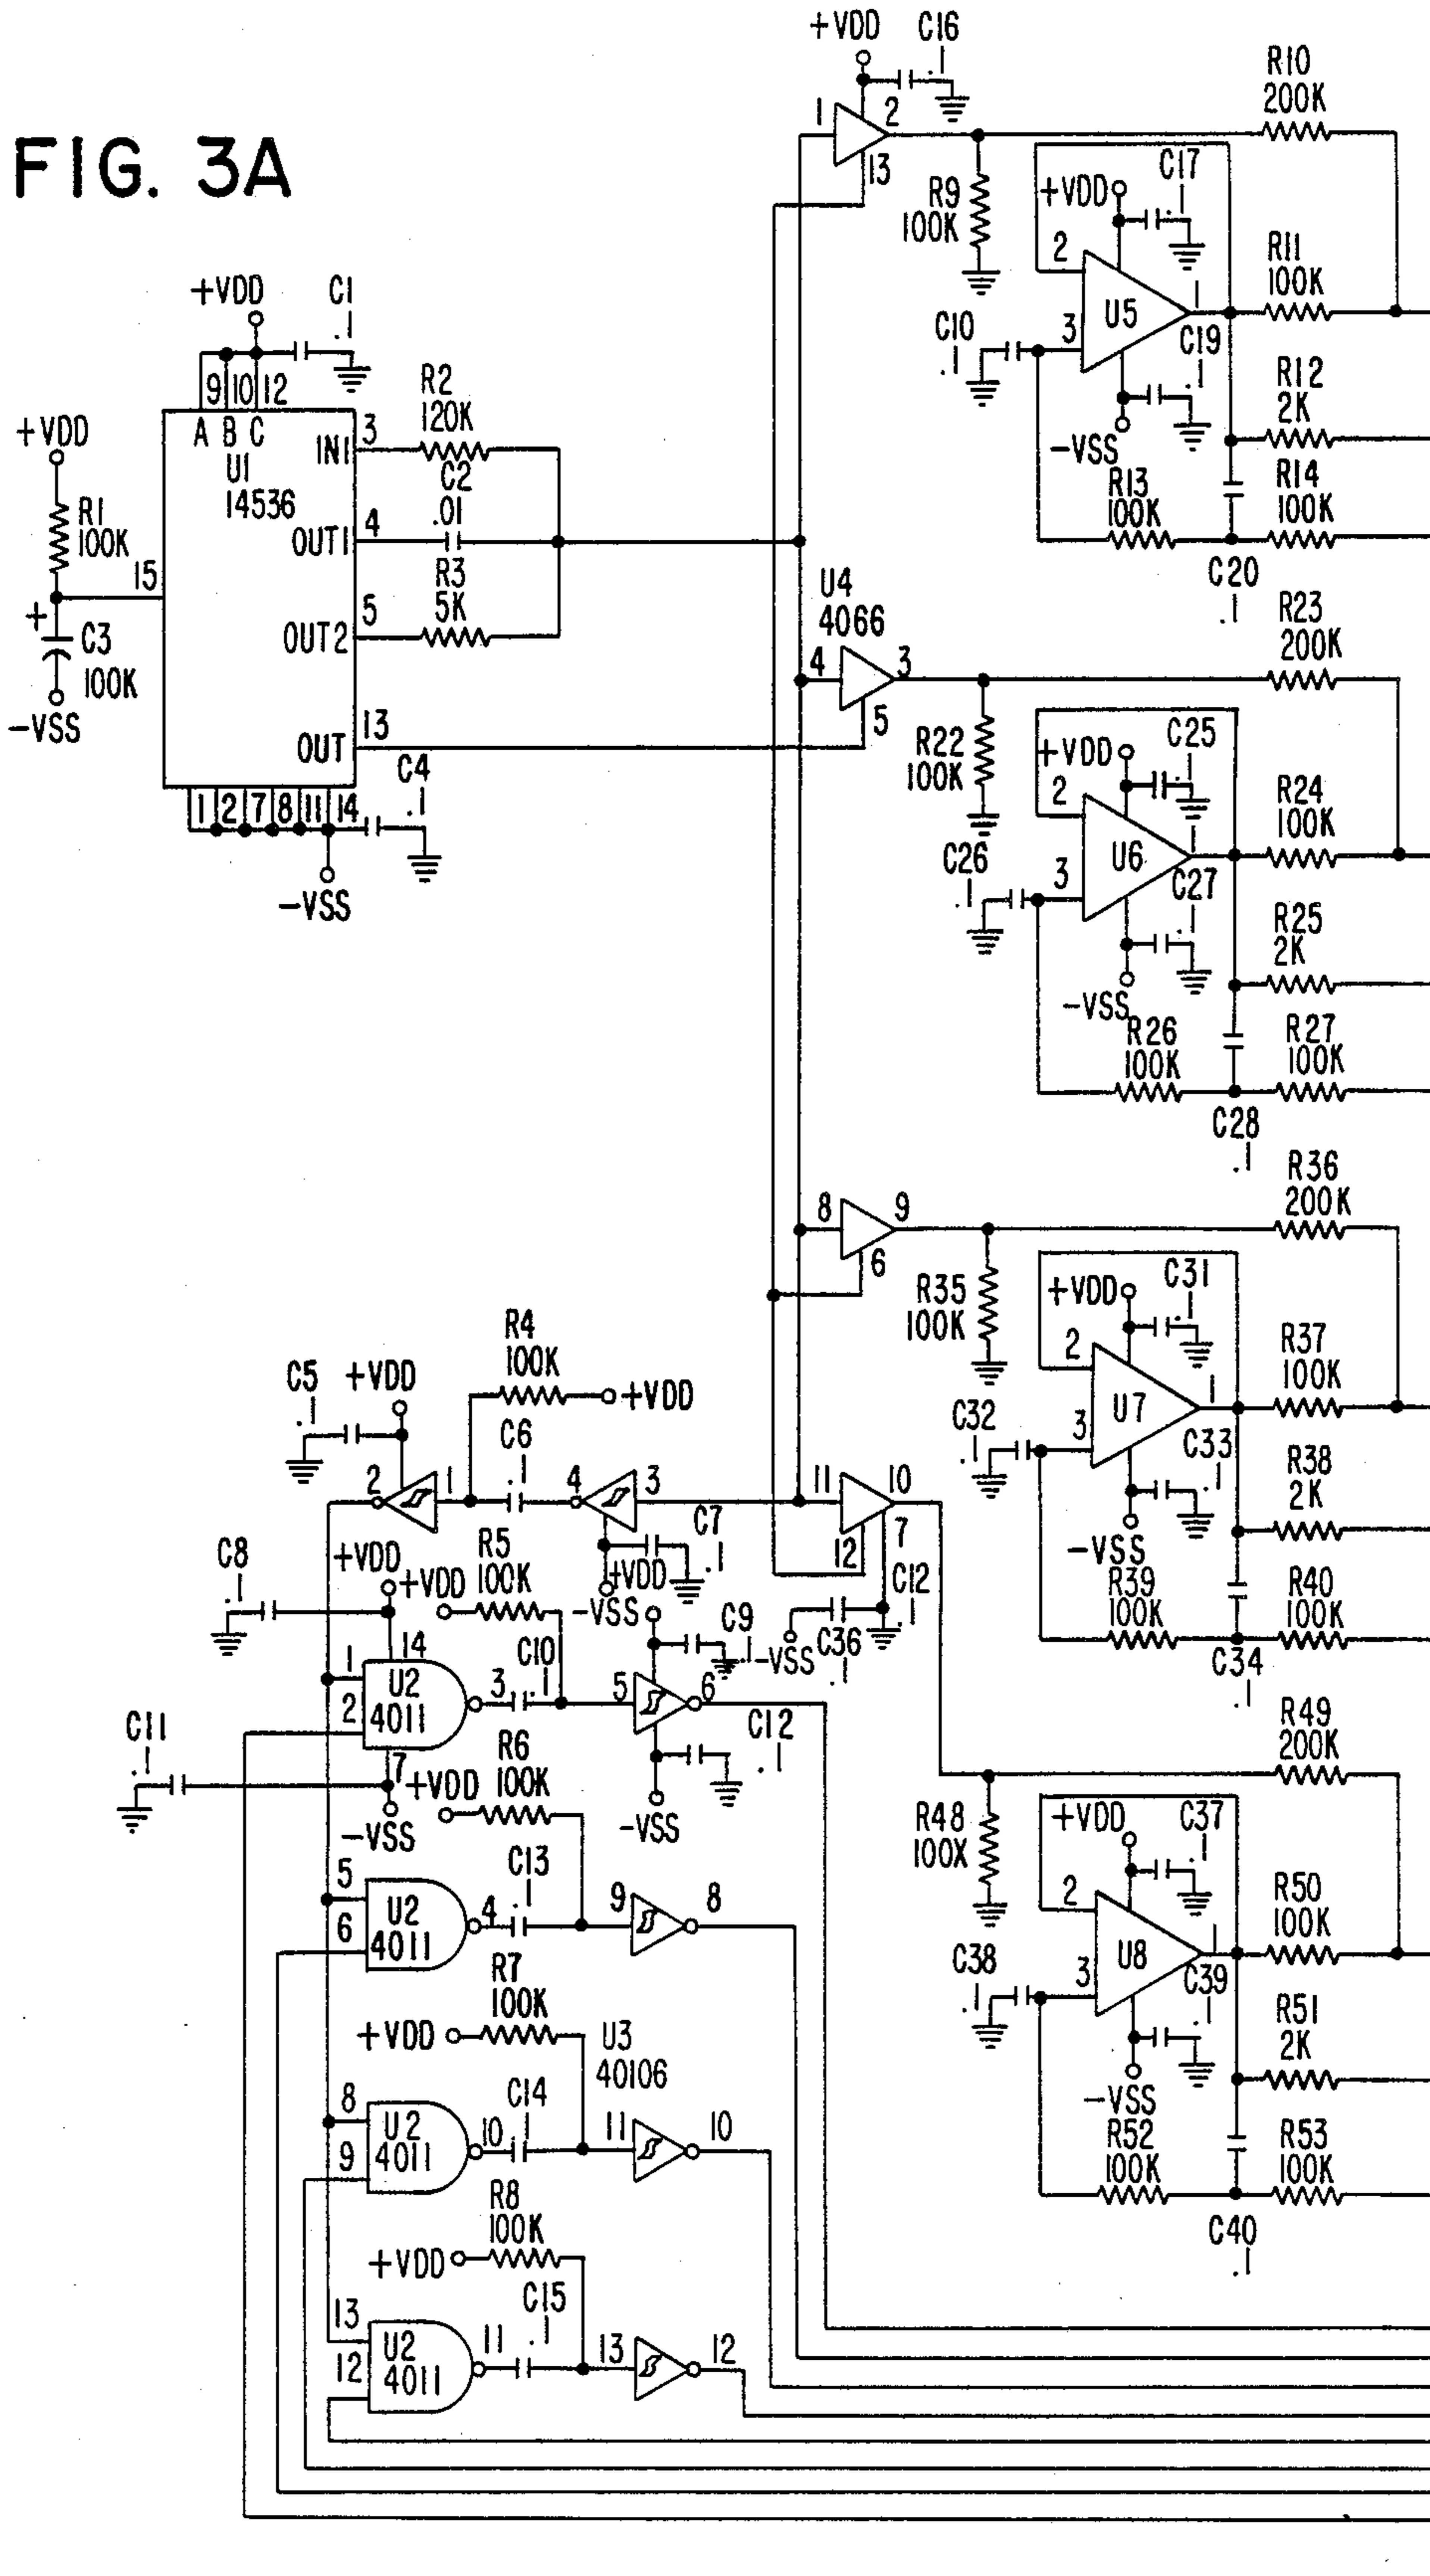 FIG. 3A
+VDD
C16
.1
1
2
13
R9
100K
R10
200K
+VDD
C17
.1
2
3
U5
1
C10
.1
C19
.1
-VSS
R11
100K
R12
2K
R13
100K
R14
100K
C20
.1
+VDD
C1
.1
9
10
12
A
B
C
U1
14536
+VDD
R1
100K
15
+
C3
100K
-VSS
IN1
3
R2
120K
C2
.01
OUT1
4
R3
5K
OUT2
5
OUT
13
C4
.1
1
2
7
8
11
14
-VSS
U4
4066
4
3
5
R22
100K
R23
200K
+VDD
C25
.1
2
3
U6
1
C26
.1
C27
.1
-VSS
R24
100K
R25
2K
R26
100K
R27
100K
C28
.1
8
9
6
R35
100K
R36
200K
+VDD
C31
.1
2
3
U7
1
C32
.1
C33
.1
-VSS
R37
100K
R38
2K
R39
100K
R40
100K
C34
.1
R4
100K
+VDD
C5
.1
+VDD
2
1
C6
.1
4
3
C7
.1
+VDD
11
10
12
7
C12
.1
-VSS
C36
.1
C8
.1
+VDD
+VDD
R5
100K
-VSS
C9
.1
1
2
14
U2
4011
3
C10
.1
5
6
7
C11
.1
-VSS
C12
.1
-VSS
+VDD
R6
100K
5
6
U2
4011
4
C13
.1
9
8
R7
100K
+VDD
U3
40106
8
9
U2
4011
10
C14
.1
11
10
R8
100K
+VDD
13
12
U2
4011
11
C15
.1
13
12
R48
100X
R49
200K
+VDD
C37
.1
2
3
U8
1
C38
.1
C39
.1
-VSS
R50
100K
R51
2K
R52
100K
R53
100K
C40
.1